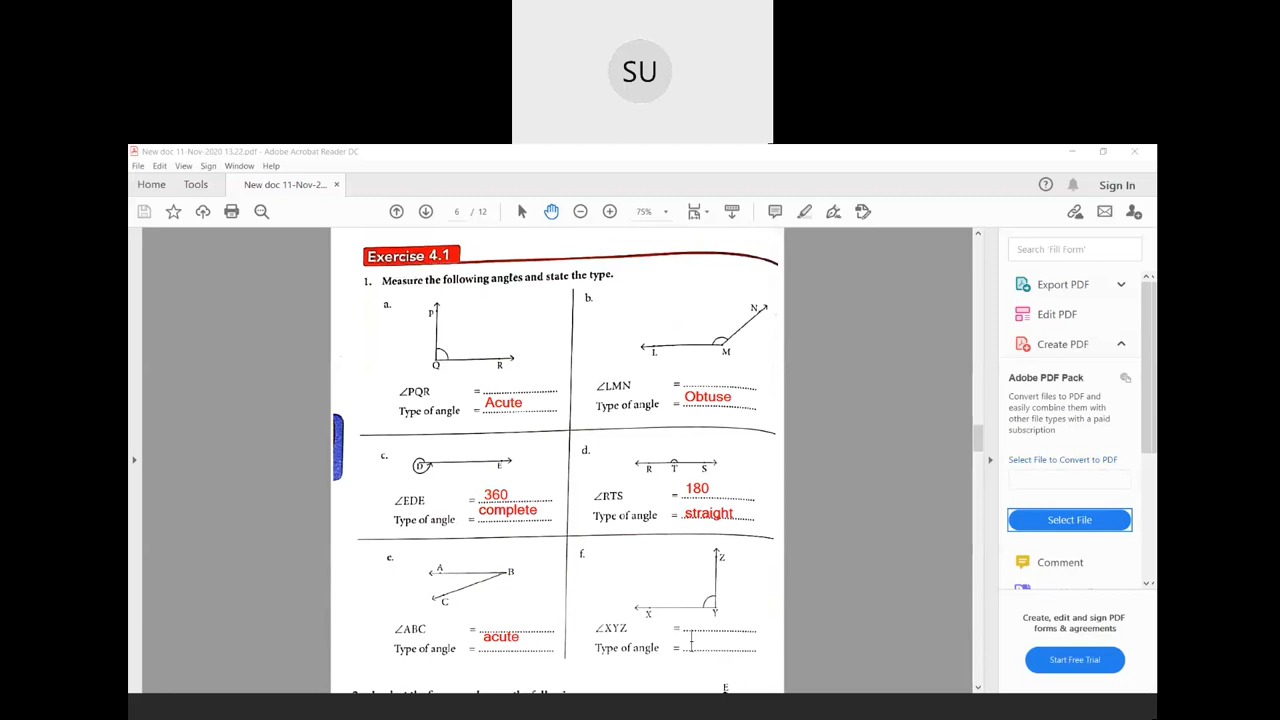 SU
New doc 11-Nov-2020 13.22.pdf - Adobe Acrobat Reader DC
File Edit View Sign Window Help
Home Tools New doc 11-Nov-2... × Sign In
6 / 12 75%
Exercise 4.1
1. Measure the following angles and state the type.
a. b.
P Q R
N L M
∠PQR = ....................
Type of angle = Acute
∠LMN = ....................
Type of angle = Obtuse
c. d.
D E
R T S
∠EDE = 360
Type of angle = complete
∠RTS = 180
Type of angle = straight
e. f.
A B C
Z X Y
∠ABC = ....................
Type of angle = acute
∠XYZ = ....................
Type of angle = ....................
E
Search 'Fill Form'
Export PDF
Edit PDF
Create PDF
Adobe PDF Pack
Convert files to PDF and
easily combine them with
other file types with a paid
subscription
Select File to Convert to PDF
Select File
Comment
Create, edit and sign PDF
forms & agreements
Start Free Trial